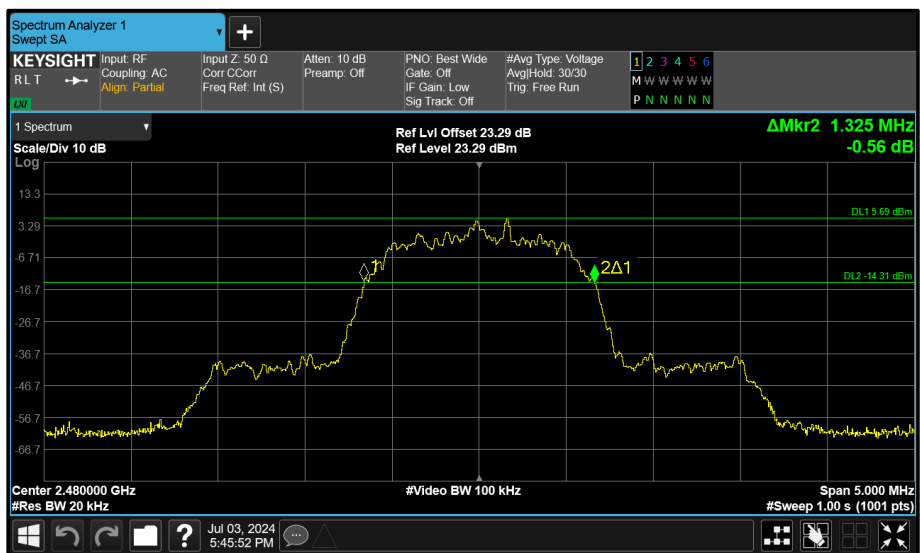 Spectrum Analyzer 1
Swept SA
KEYSIGHT
R L T
LXI
Input: RF
Coupling: AC
Align: Partial
Input Z: 50 Ω
Corr CCorr
Freq Ref: Int (S)
Atten: 10 dB
Preamp: Off
PNO: Best Wide
Gate: Off
IF Gain: Low
Sig Track: Off
#Avg Type: Voltage
Avg|Hold: 30/30
Trig: Free Run
1 2 3 4 5 6
M W W W W W
P N N N N N
1 Spectrum
Scale/Div 10 dB
Log
Ref Lvl Offset 23.29 dB
Ref Level 23.29 dBm
ΔMkr2 1.325 MHz
-0.56 dB
13.3
3.29
-6.71
-16.7
-26.7
-36.7
-46.7
-56.7
-66.7
DL1 5.69 dBm
1
2Δ1
DL2 -14.31 dBm
Center 2.480000 GHz
#Res BW 20 kHz
#Video BW 100 kHz
Span 5.000 MHz
#Sweep 1.00 s (1001 pts)
?
Jul 03, 2024
5:45:52 PM